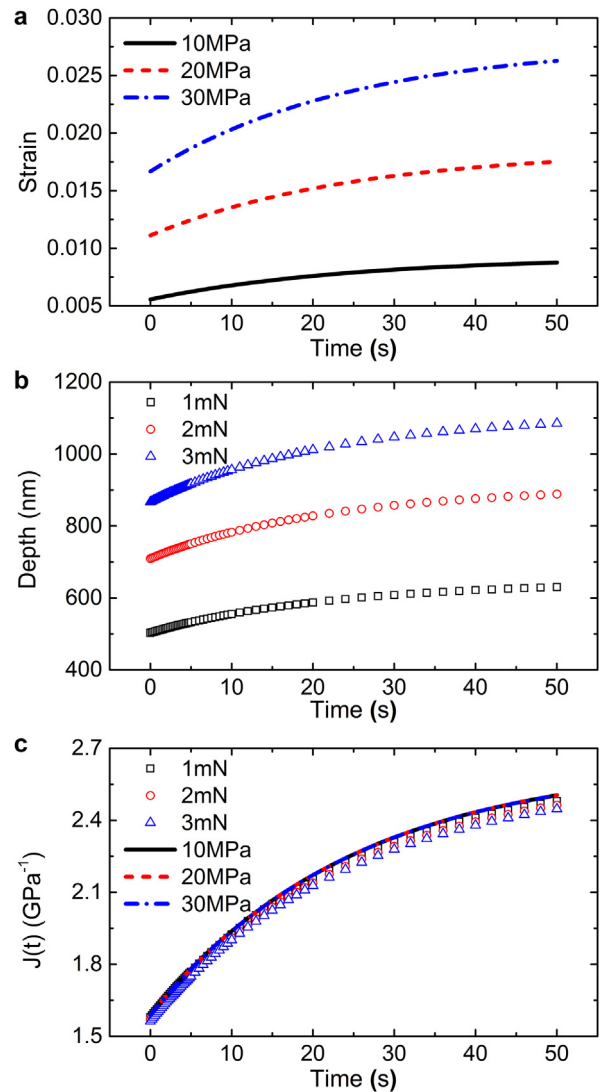 a
0.030
0.025
0.020
0.015
0.010
0.005
Strain
10MPa
20MPa
30MPa
0 10 20 30 40 50
Time (s)
b
1200
1000
800
600
400
Depth (nm)
1mN
2mN
3mN
0 10 20 30 40 50
Time (s)
c
2.7
2.4
2.1
1.8
1.5
J(t) (GPa⁻¹)
1mN
2mN
3mN
10MPa
20MPa
30MPa
0 10 20 30 40 50
Time (s)